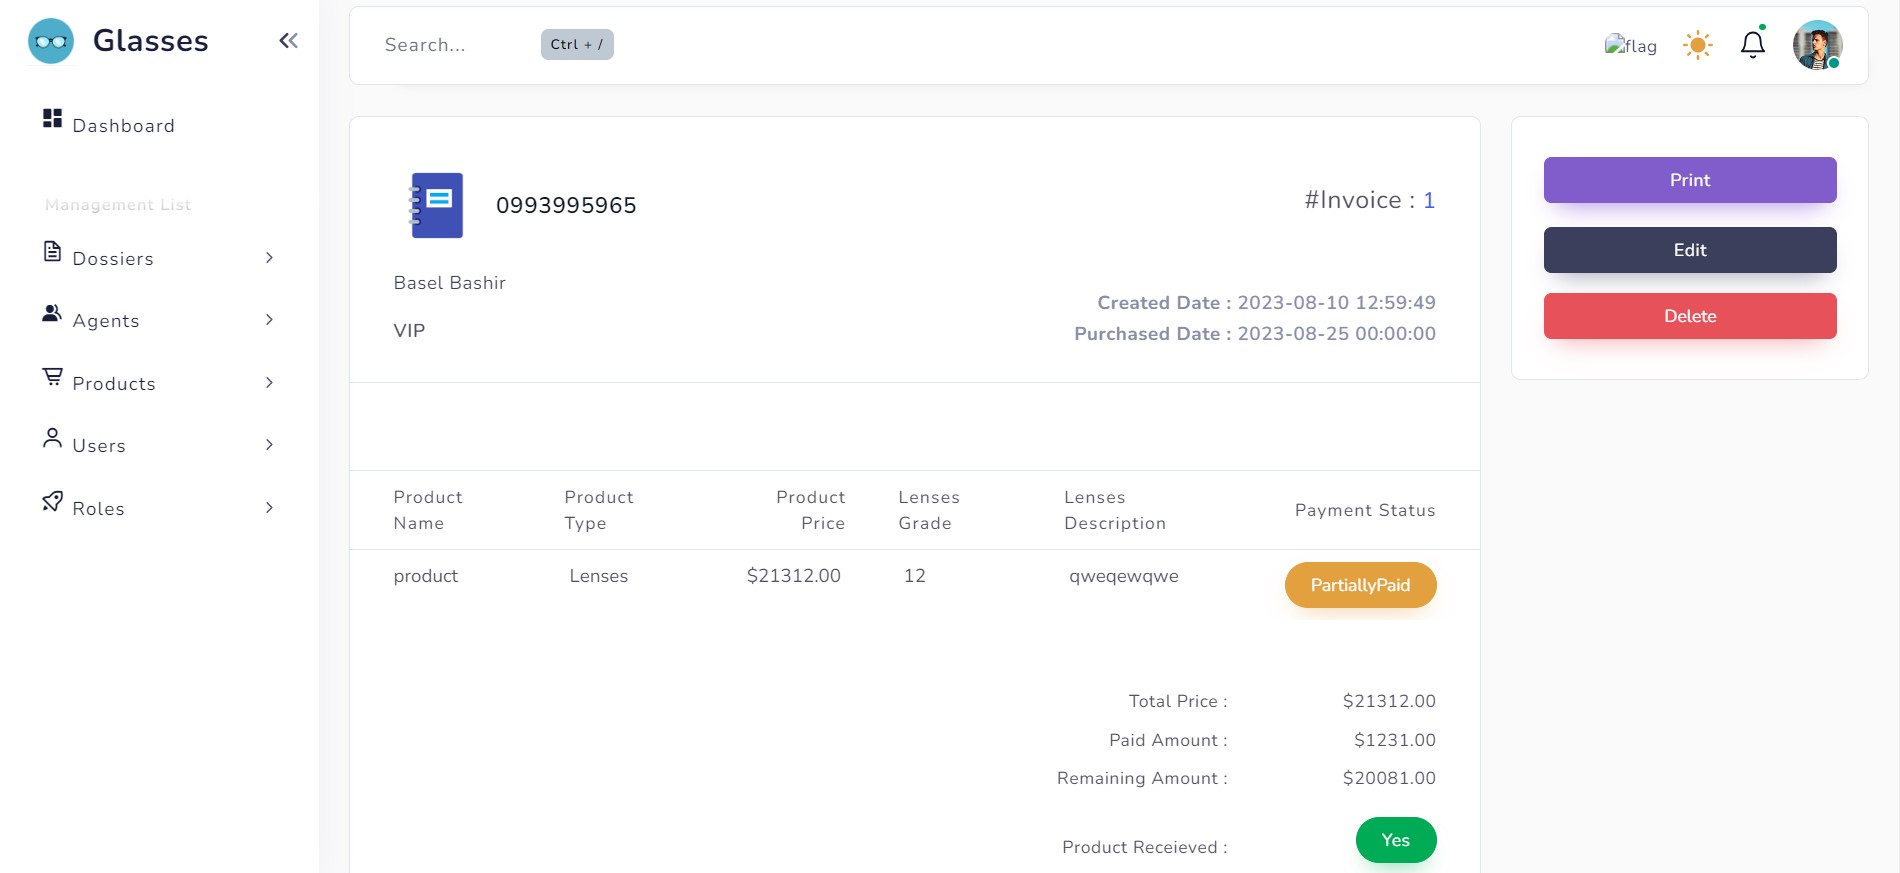 Glasses
Search...
Ctrl + /
flag
Dashboard
Management List
Dossiers
Agents
Products
Users
Roles
0993995965
#Invoice : 1
Basel Bashir
VIP
Created Date : 2023-08-10 12:59:49
Purchased Date : 2023-08-25 00:00:00
Print
Edit
Delete
Product Name
Product Type
Product Price
Lenses Grade
Lenses Description
Payment Status
product
Lenses
$21312.00
12
qweqewqwe
PartiallyPaid
Total Price : $21312.00
Paid Amount : $1231.00
Remaining Amount : $20081.00
Product Receieved : Yes